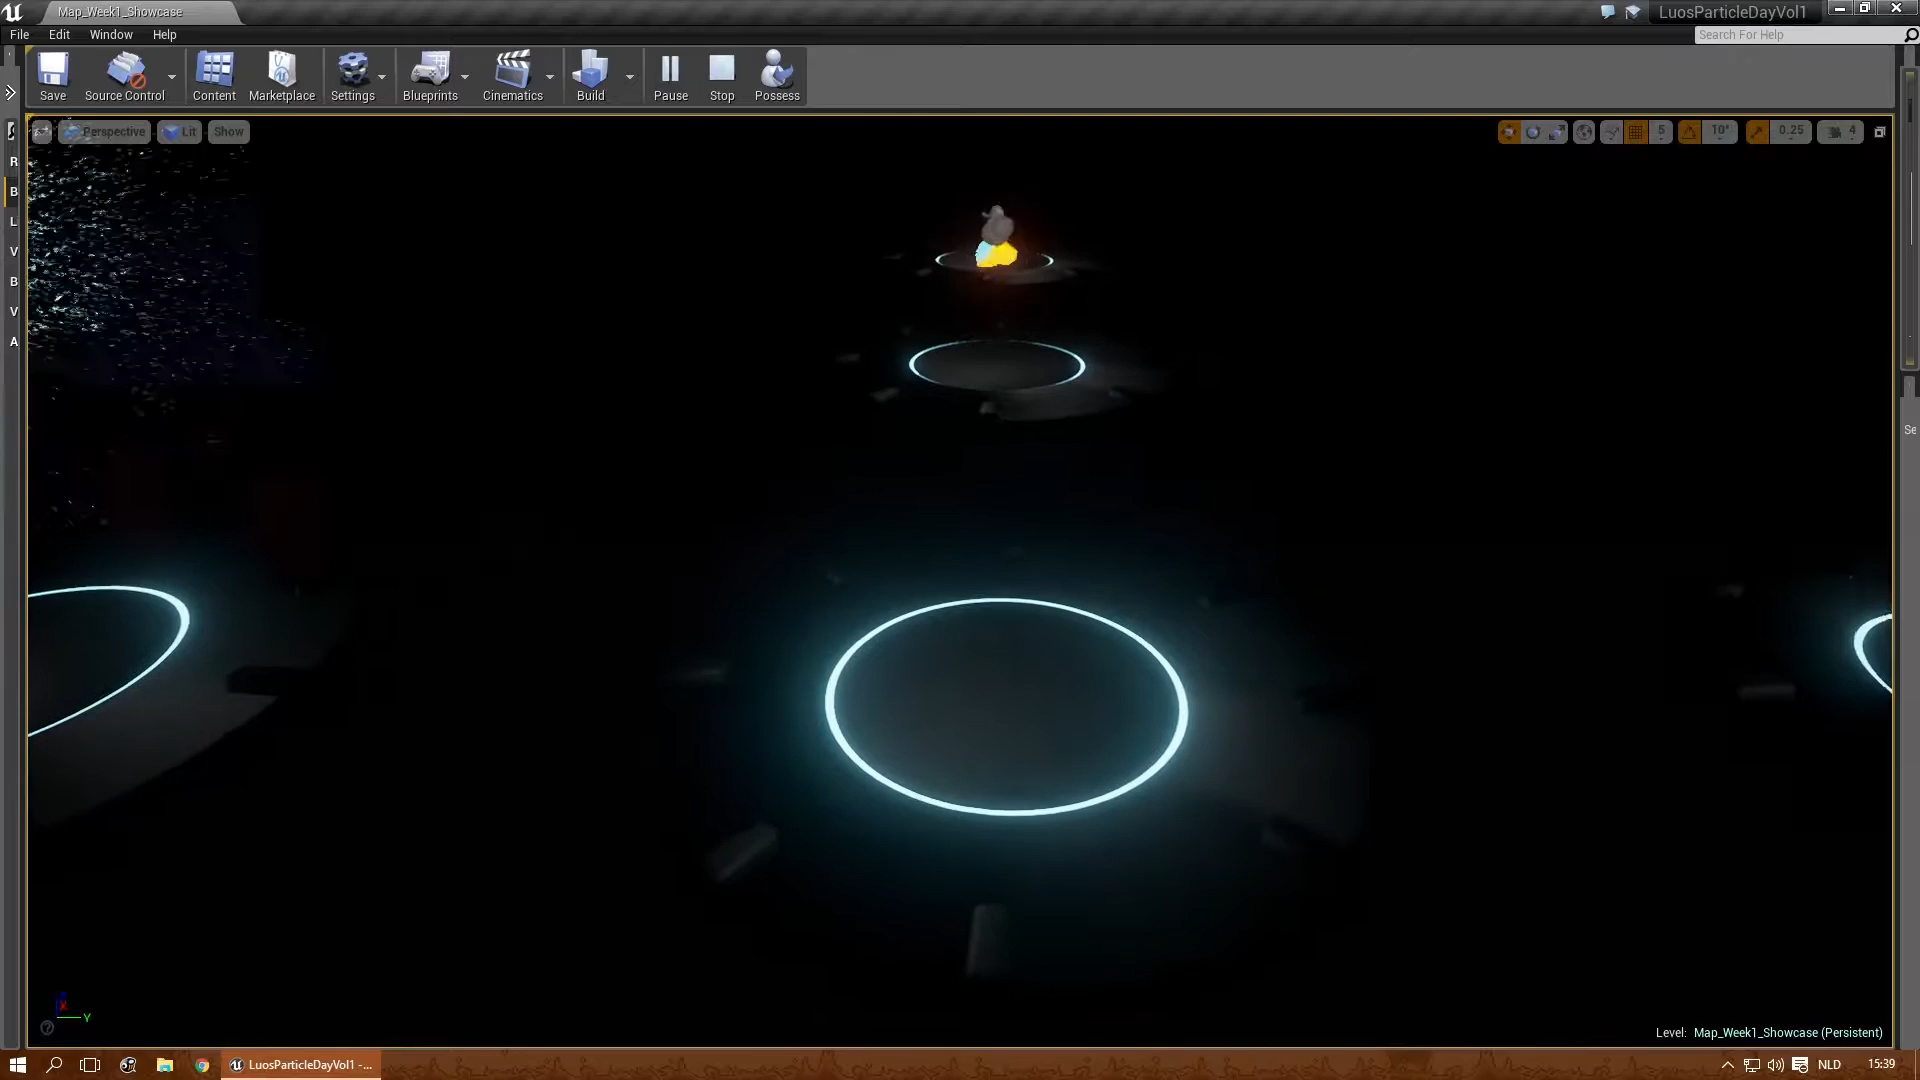 Map_Week1_Showcase
LuosParticleDayVol1
File Edit Window Help
Search For Help
Save Source Control Content Marketplace Settings Blueprints Cinematics Build Pause Stop Possess
Perspective Lit Show
5 10° 0.25 4
R
B
L
V
B
V
A
Se
X
Y
Level: Map_Week1_Showcase (Persistent)
LuosParticleDayVol1 -...
NLD 15:39